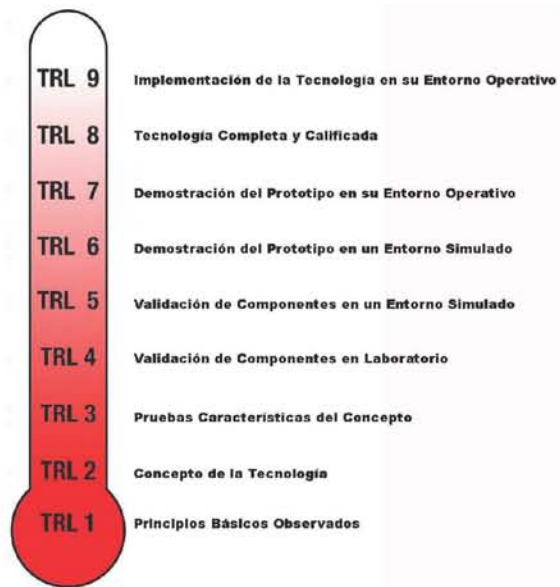 TRL 9 Implementación de la Tecnología en su Entorno Operativo
TRL 8 Tecnología Completa y Calificada
TRL 7 Demostración del Prototipo en su Entorno Operativo
TRL 6 Demostración del Prototipo en un Entorno Simulado
TRL 5 Validación de Componentes en un Entorno Simulado
TRL 4 Validación de Componentes en Laboratorio
TRL 3 Pruebas Características del Concepto
TRL 2 Concepto de la Tecnología
TRL 1 Principios Básicos Observados